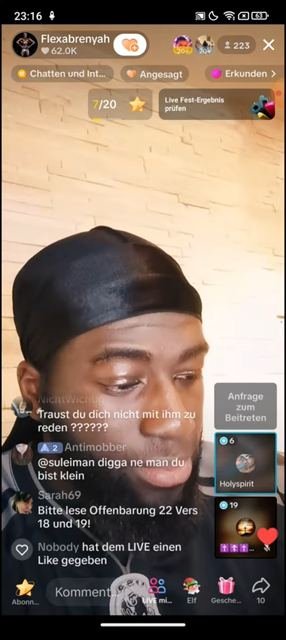 23:16
63
Flexabrenyah
62.0K
223
Chatten und Int...
Angesagt
Erkunden >
7/20
Live Fest-Ergebnis
prüfen
Traust du dich nicht mit ihm zu
reden ??????
2 Antimobber
@suleiman digga ne man du
bist klein
Sarah69
Bitte lese Offenbarung 22 Vers
18 und 19!
Nobody hat dem LIVE einen
Like gegeben
Anfrage
zum
Beitreten
6
Holyspirit
19
Abonn...
Komment...
LIVE mi...
Elf
Gesche...
10